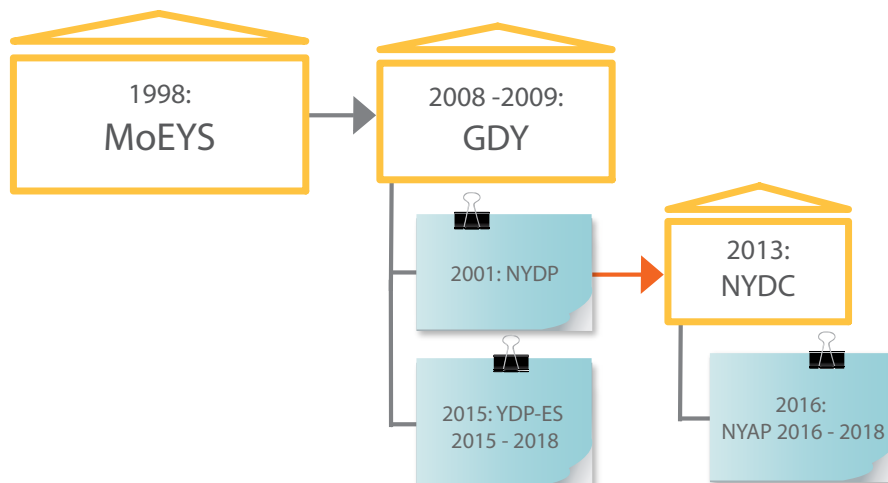 1998:
MoEYS
2008 -2009:
GDY
2001: NYDP
2013:
NYDC
2015: YDP-ES
2015 - 2018
2016:
NYAP 2016 - 2018